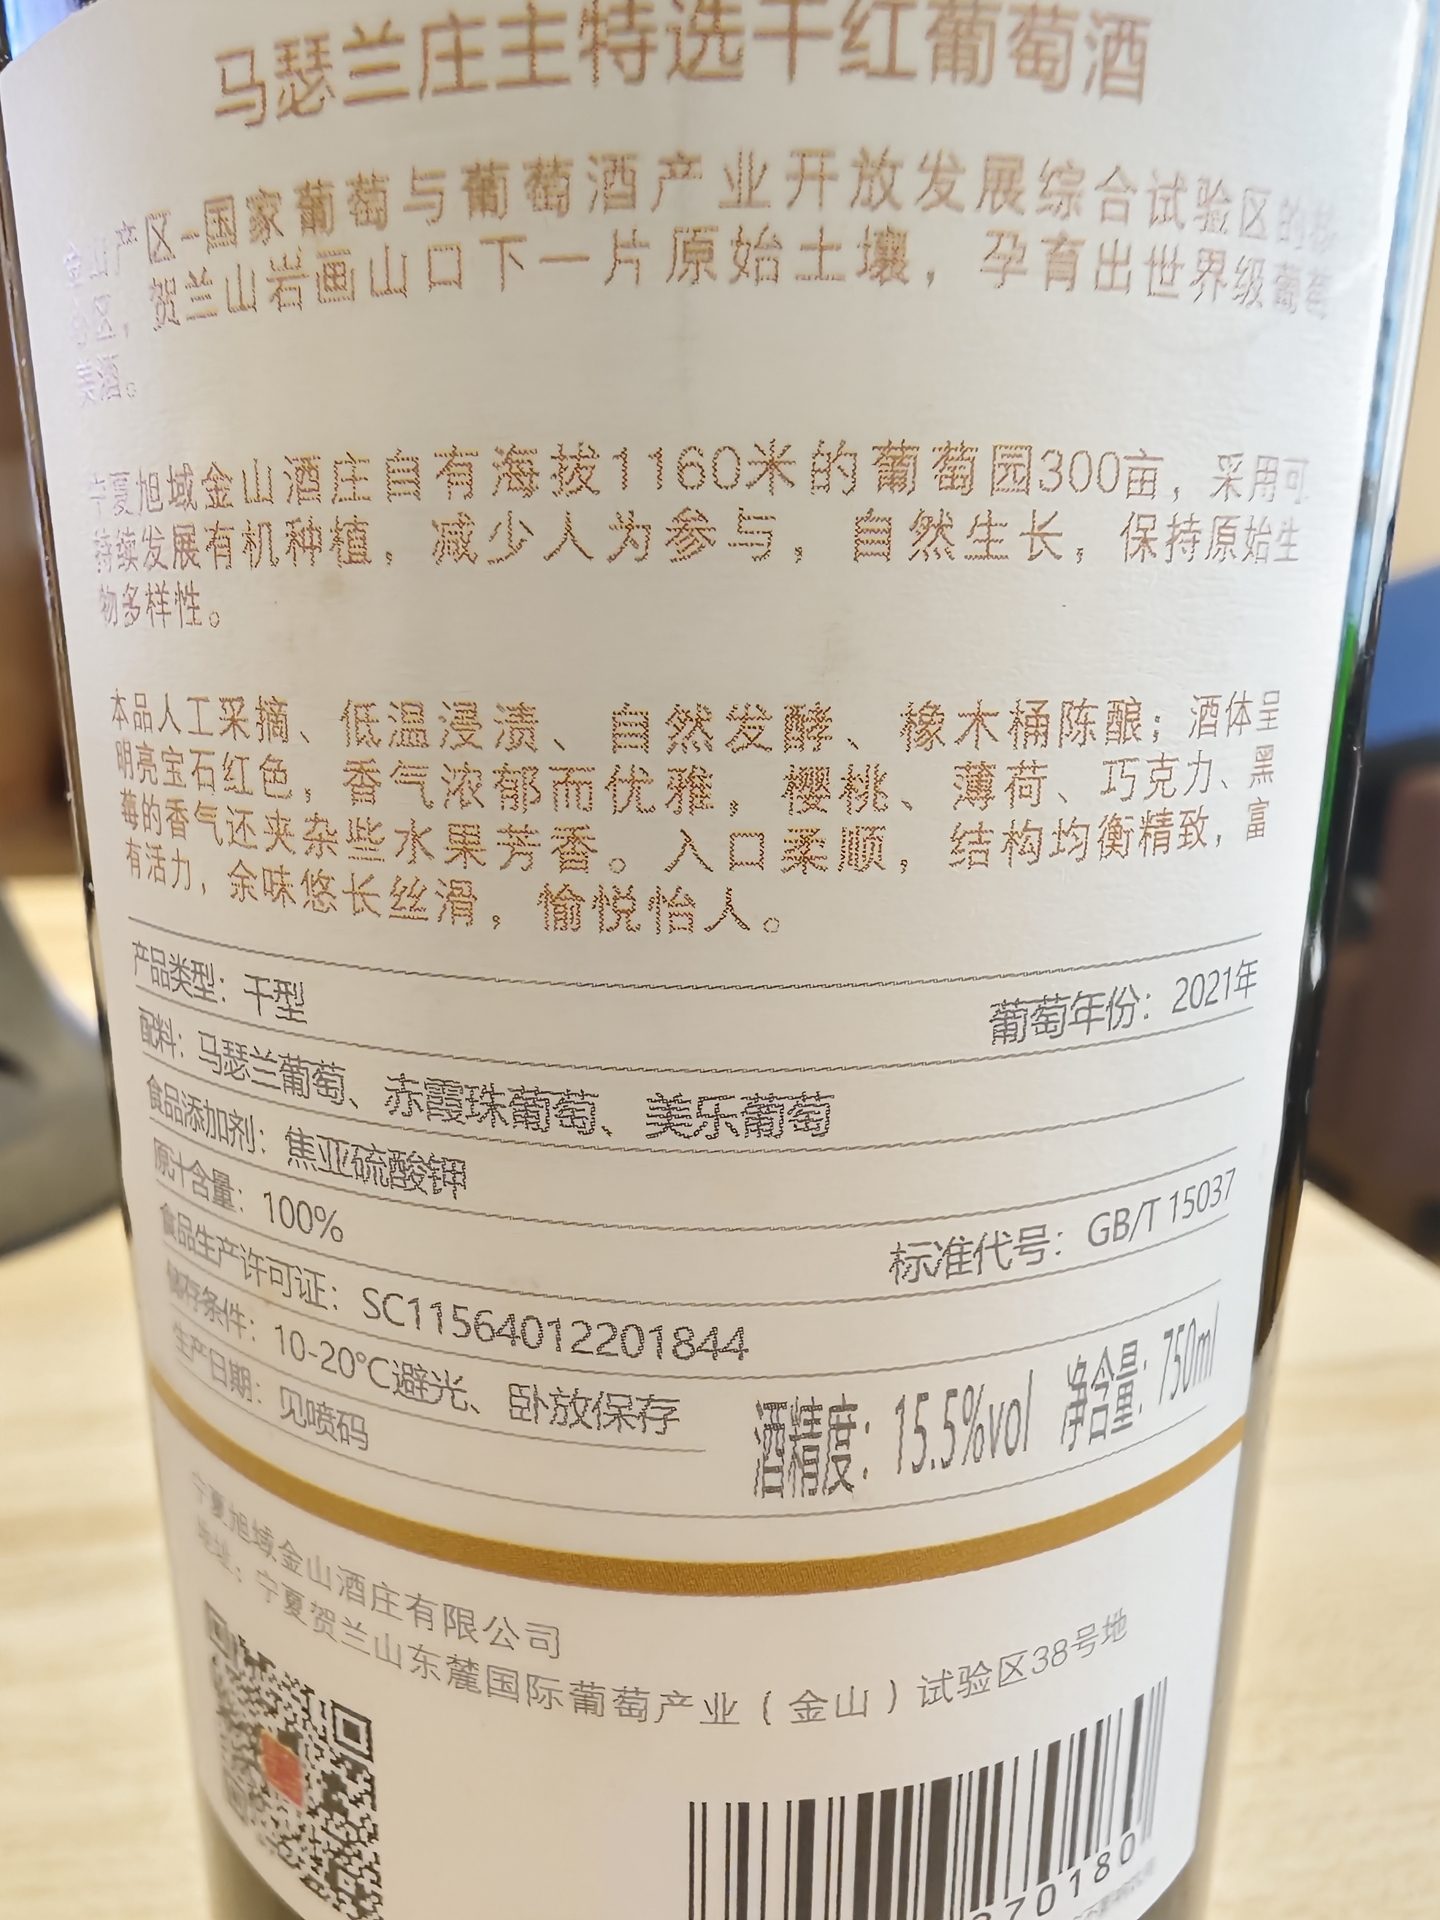 马瑟兰庄主特选干红葡萄酒
金山产区-国家葡萄与葡萄酒产业开放发展综合试验区的核
心区，贺兰山岩画山口下一片原始土壤，孕育出世界级葡萄
美酒。
宁夏旭域金山酒庄自有海拔1160米的葡萄园300亩，采用可
持续发展有机种植，减少人为参与，自然生长，保持原始生
物多样性。
本品人工采摘、低温浸渍、自然发酵、橡木桶陈酿；酒体呈
明亮宝石红色，香气浓郁而优雅，樱桃、薄荷、巧克力、黑
莓的香气还夹杂些水果芳香。入口柔顺，结构均衡精致，富
有活力，余味悠长丝滑，愉悦怡人。
产品类型：干型 葡萄年份：2021年
配料：马瑟兰葡萄、赤霞珠葡萄、美乐葡萄
食品添加剂：焦亚硫酸钾
原汁含量：100% 标准代号：GB/T 15037
食品生产许可证：SC11564012201844
储存条件：10-20°C避光、卧放保存
生产日期：见喷码 酒精度：15.5%vol 净含量：750ml
宁夏旭域金山酒庄有限公司
地址：宁夏贺兰山东麓国际葡萄产业（金山）试验区38号地
70180